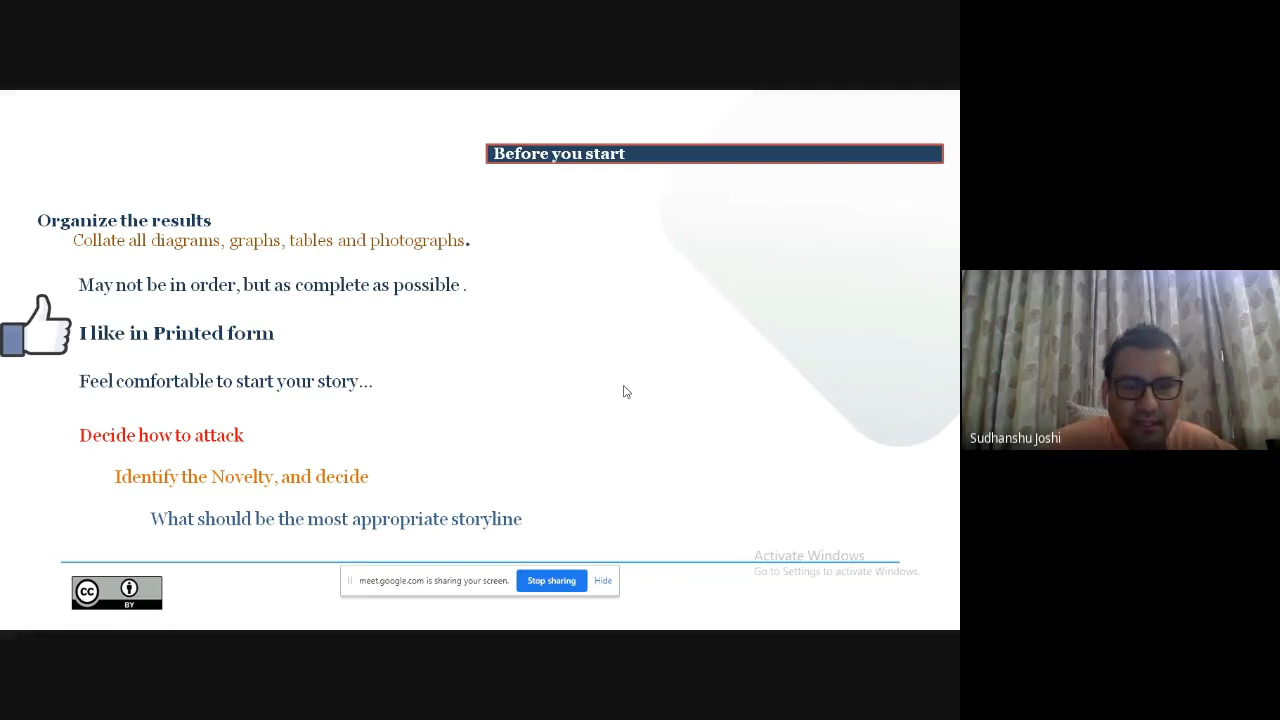 Before you start
Organize the results
Collate all diagrams, graphs, tables and photographs.
May not be in order, but as complete as possible .
I like in Printed form
Feel comfortable to start your story...
Decide how to attack
Identify the Novelty, and decide
What should be the most appropriate storyline
Sudhanshu Joshi
Activate Windows
Go to Settings to activate Windows.
meet.google.com is sharing your screen. Stop sharing Hide
cc
BY